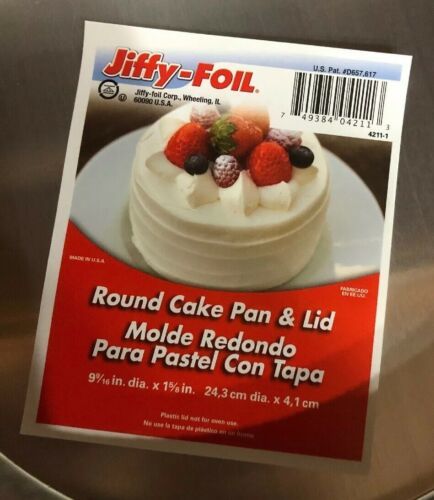 U.S. Pat. #D657,617
Jiffy-FOIL®
Jiffy-foil Corp., Wheeling, IL
60090 U.S.A.
7 49384 04211 3
4211-1
MADE IN U.S.A.
FABRICADO
EN EE.UU.
Round Cake Pan & Lid
Molde Redondo
Para Pastel Con Tapa
9 9/16 in. dia. x 1 5/8 in. 24,3 cm dia. x 4,1 cm
Plastic lid not for oven use.
No use la tapa de plástico en un horno.